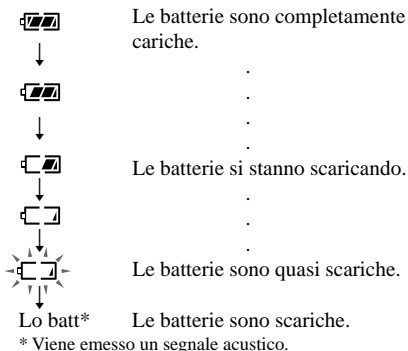 Le batterie sono completamente
cariche.
.
.
.
.
Le batterie si stanno scaricando.
.
.
.
Le batterie sono quasi scariche.
Lo batt* Le batterie sono scariche.
* Viene emesso un segnale acustico.